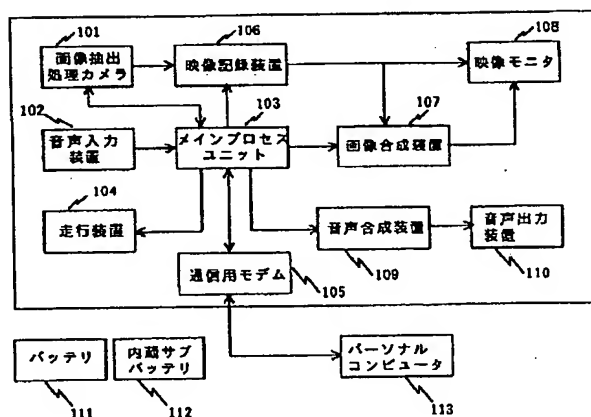 101
画像抽出
処理カメラ
106
映像記録装置
108
映像モニタ
102
音声入力
装置
103
メインプロセス
ユニット
107
画像合成装置
104
走行装置
音声合成装置
109
音声出力
装置
110
通信用モデム
105
バッテリ
111
内蔵サブ
バッテリ
112
パーソナル
コンピュータ
113